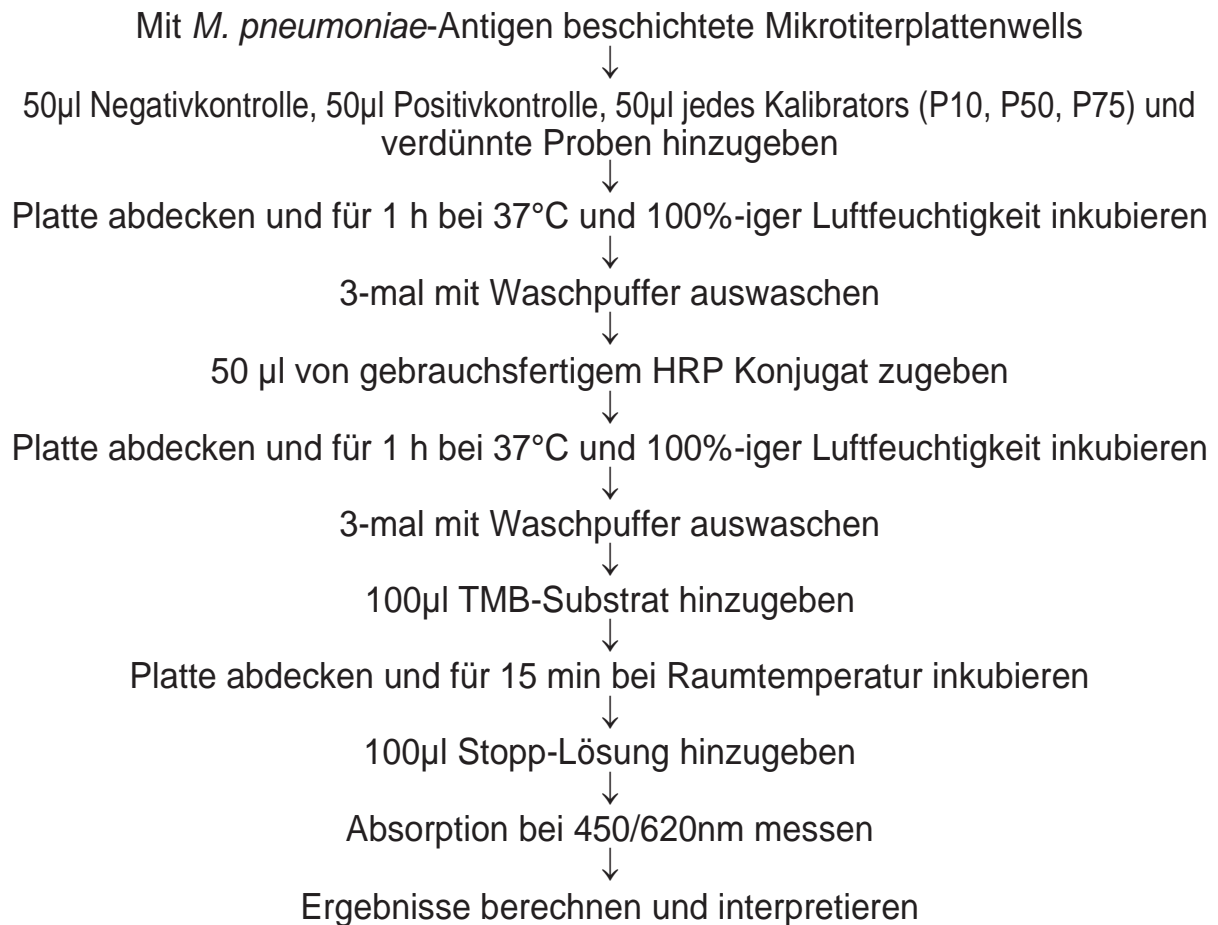 Mit M. pneumoniae-Antigen beschichtete Mikrotiterplattenwells
↓
50µl Negativkontrolle, 50µl Positivkontrolle, 50µl jedes Kalibrators (P10, P50, P75) und
verdünnte Proben hinzugeben
↓
Platte abdecken und für 1 h bei 37°C und 100%-iger Luftfeuchtigkeit inkubieren
↓
3-mal mit Waschpuffer auswaschen
↓
50 µl von gebrauchsfertigem HRP Konjugat zugeben
↓
Platte abdecken und für 1 h bei 37°C und 100%-iger Luftfeuchtigkeit inkubieren
↓
3-mal mit Waschpuffer auswaschen
↓
100µl TMB-Substrat hinzugeben
↓
Platte abdecken und für 15 min bei Raumtemperatur inkubieren
↓
100µl Stopp-Lösung hinzugeben
↓
Absorption bei 450/620nm messen
↓
Ergebnisse berechnen und interpretieren